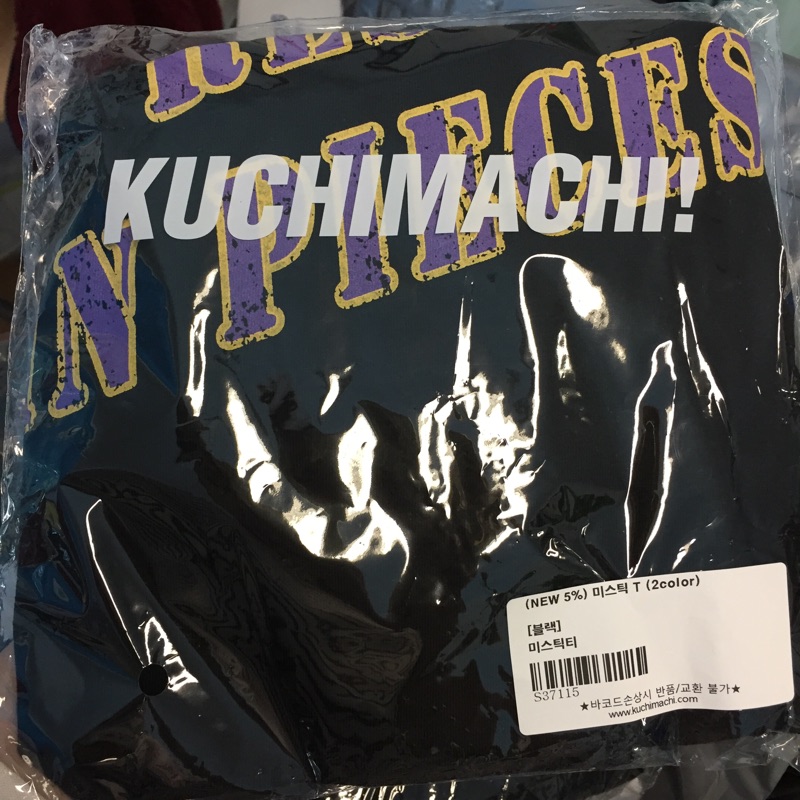 KUCHIMACHI!
IN PIECES
(NEW 5%) 미스틱 T (2color)
[블랙]
미스틱티
S37115
★바코드손상시 반품/교환 불가★
www.kuchimachi.com